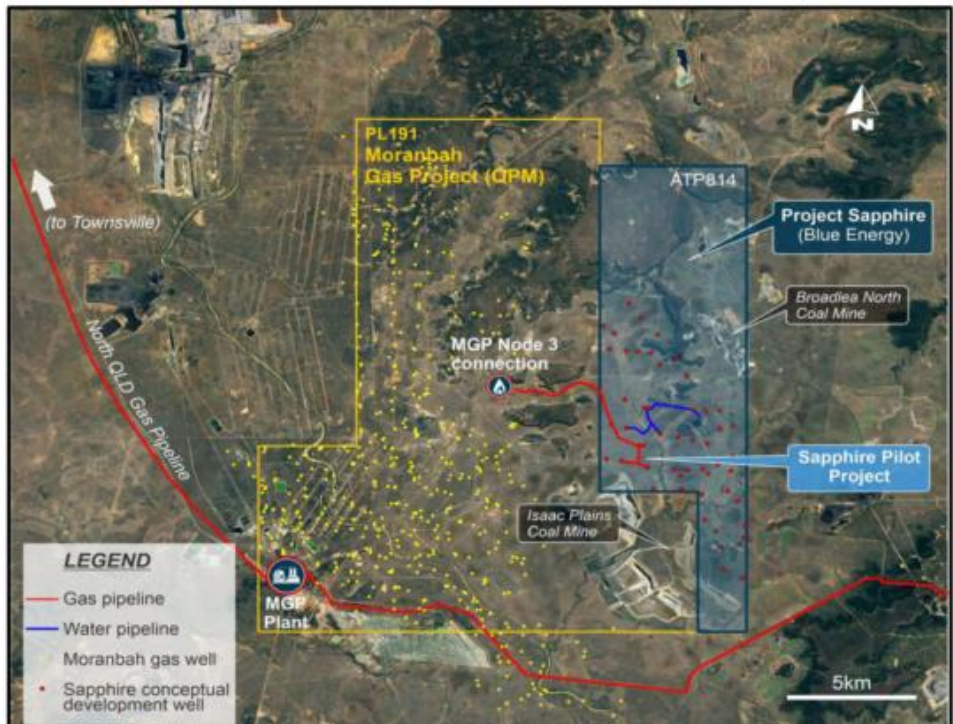 PL191
Moranbah
Gas Project (QPM)
N
ATP814
(to Townsville)
Project Sapphire
(Blue Energy)
Broadlea North
Coal Mine
North QLD Gas Pipeline
MGP Node 3
connection
Sapphire Pilot
Project
Isaac Plains
Coal Mine
MGP
Plant
LEGEND
Gas pipeline
Water pipeline
Moranbah gas well
Sapphire conceptual
development well
5km